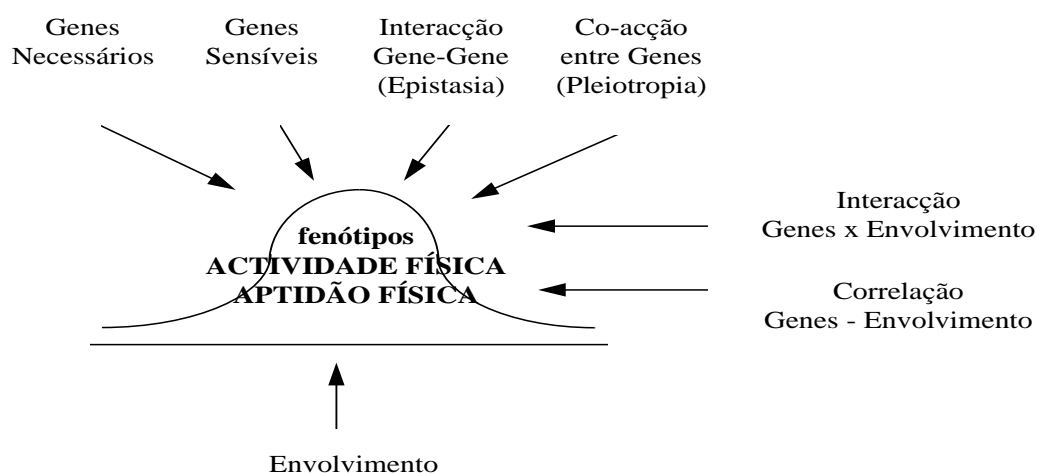 Genes
Necessários
Genes
Sensíveis
Interacção
Gene-Gene
(Epistasia)
Co-acção
entre Genes
(Pleiotropia)
Interacção
Genes x Envolvimento
fenótipos
ACTIVIDADE FÍSICA
APTIDÃO FÍSICA
Correlação
Genes - Envolvimento
Envolvimento